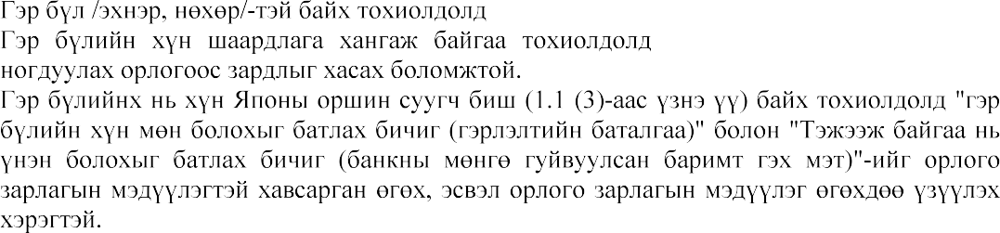 Гэр бүл /эхнэр, нөхөр/-тэй байх тохиолдолд
Гэр бүлийн хүн шаардлага хангаж байгаа тохиолдолд
ногдуулах орлогоос зардлыг хасах боломжтой.
Гэр бүлийнх нь хүн Японы оршин суугч биш (1.1 (3)-аас үзнэ үү) байх тохиолдолд "гэр
бүлийн хүн мөн болохыг батлах бичиг (гэрлэлтийн баталгаа)" болон "Тэжээж байгаа нь
үнэн болохыг батлах бичиг (банкны мөнгө гуйвуулсан баримт гэх мэт)"-ийг орлого
зарлагын мэдүүлэгтэй хавсарган өгөх, эсвэл орлого зарлагын мэдүүлэг өгөхдөө үзүүлэх
хэрэгтэй.